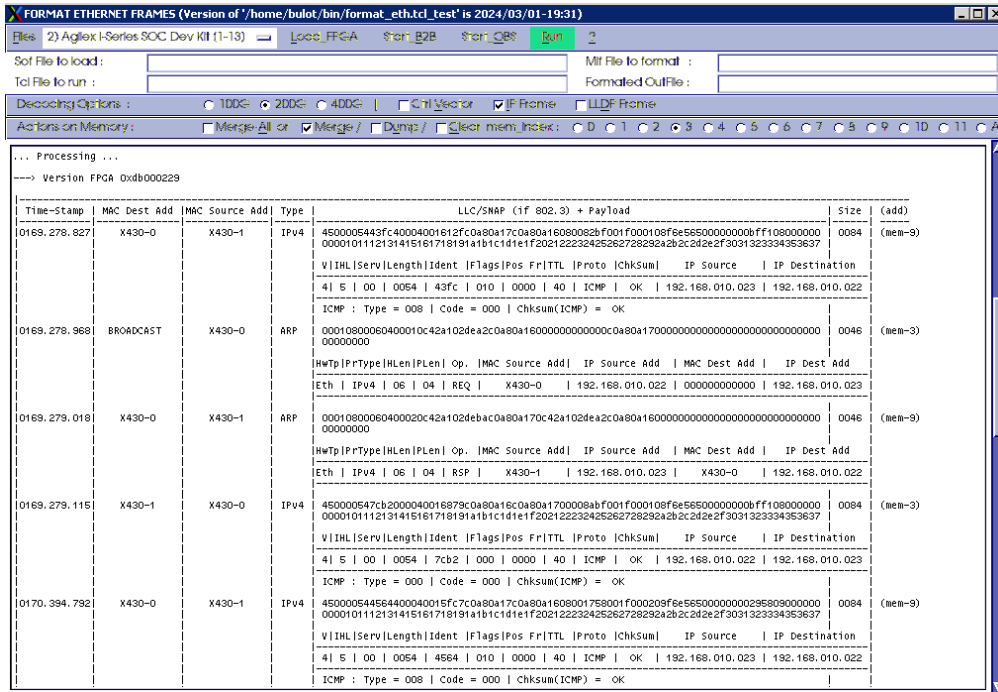 FORMAT ETHERNET FRAMES (Version of '/home/bulot/bin/format_eth.tcl_test' is 2024/03/01-19:31)
Files 2) Agilex I-Series SOC Dev Kit (1-13) Load_FPGA Start_B2B Start_OBS Run ?
Sof File to load : Mif File to format :
Tcl File to run : Formated OutFile :
Decoding Options : 100G 200G 400G | Ctrl Vector IF Frame LLDF Frame
Actions on Memory : Merge-All or Merge / Dump / Clear mem_index : 0 1 2 3 4 5 6 7 8 9 10 11 A
... Processing ...
---> Version FPGA 0xdb000229
| Time-Stamp | MAC Dest Add |MAC Source Add| Type | LLC/SNAP (if 802.3) + Payload | Size | (add)
|0169.278.827| X430-0 | X430-1 | IPv4 | 4500005443fc40004001612fc0a80a17c0a80a16080082bf001f000108f6e56500000000bff108000000 | 0084 | (mem-9)
0000101112131415161718191a1b1c1d1e1f202122232425262728292a2b2c2d2e2f3031323334353637
V|IHL|Serv|Length|Ident |Flags|Pos Fr|TTL |Proto |ChkSum| IP Source | IP Destination
4| 5 | 00 | 0054 | 43fc | 010 | 0000 | 40 | ICMP | OK | 192.168.010.023 | 192.168.010.022
ICMP : Type = 008 | Code = 000 | Chksum(ICMP) = OK
|0169.278.968| BROADCAST | X430-0 | ARP | | 0046 | (mem-3)
00000000
HwTp|PrType|HLen|PLen| Op. |MAC Source Add| IP Source Add | MAC Dest Add | IP Dest Add
Eth | IPv4 | 06 | 04 | REQ | X430-0 | 192.168.010.022 | 000000000000 | 192.168.010.023
|0169.279.018| X430-0 | X430-1 | ARP | | 0046 | (mem-9)
00000000
HwTp|PrType|HLen|PLen| Op. |MAC Source Add| IP Source Add | MAC Dest Add | IP Dest Add
Eth | IPv4 | 06 | 04 | RSP | X430-1 | 192.168.010.023 | X430-0 | 192.168.010.022
|0169.279.115| X430-1 | X430-0 | IPv4 | 450000547cb2000040016879c0a80a16c0a80a1700008abf001f000108f6e56500000000bff108000000 | 0084 | (mem-3)
0000101112131415161718191a1b1c1d1e1f202122232425262728292a2b2c2d2e2f3031323334353637
V|IHL|Serv|Length|Ident |Flags|Pos Fr|TTL |Proto |ChkSum| IP Source | IP Destination
4| 5 | 00 | 0054 | 7cb2 | 000 | 0000 | 40 | ICMP | OK | 192.168.010.022 | 192.168.010.023
ICMP : Type = 000 | Code = 000 | Chksum(ICMP) = OK
|0170.394.792| X430-0 | X430-1 | IPv4 | 450000544564400040015fc7c0a80a17c0a80a1608001758001f000209f6e56500000000295809000000 | 0084 | (mem-9)
0000101112131415161718191a1b1c1d1e1f202122232425262728292a2b2c2d2e2f3031323334353637
V|IHL|Serv|Length|Ident |Flags|Pos Fr|TTL |Proto |ChkSum| IP Source | IP Destination
4| 5 | 00 | 0054 | 4564 | 010 | 0000 | 40 | ICMP | OK | 192.168.010.023 | 192.168.010.022
ICMP : Type = 008 | Code = 000 | Chksum(ICMP) = OK